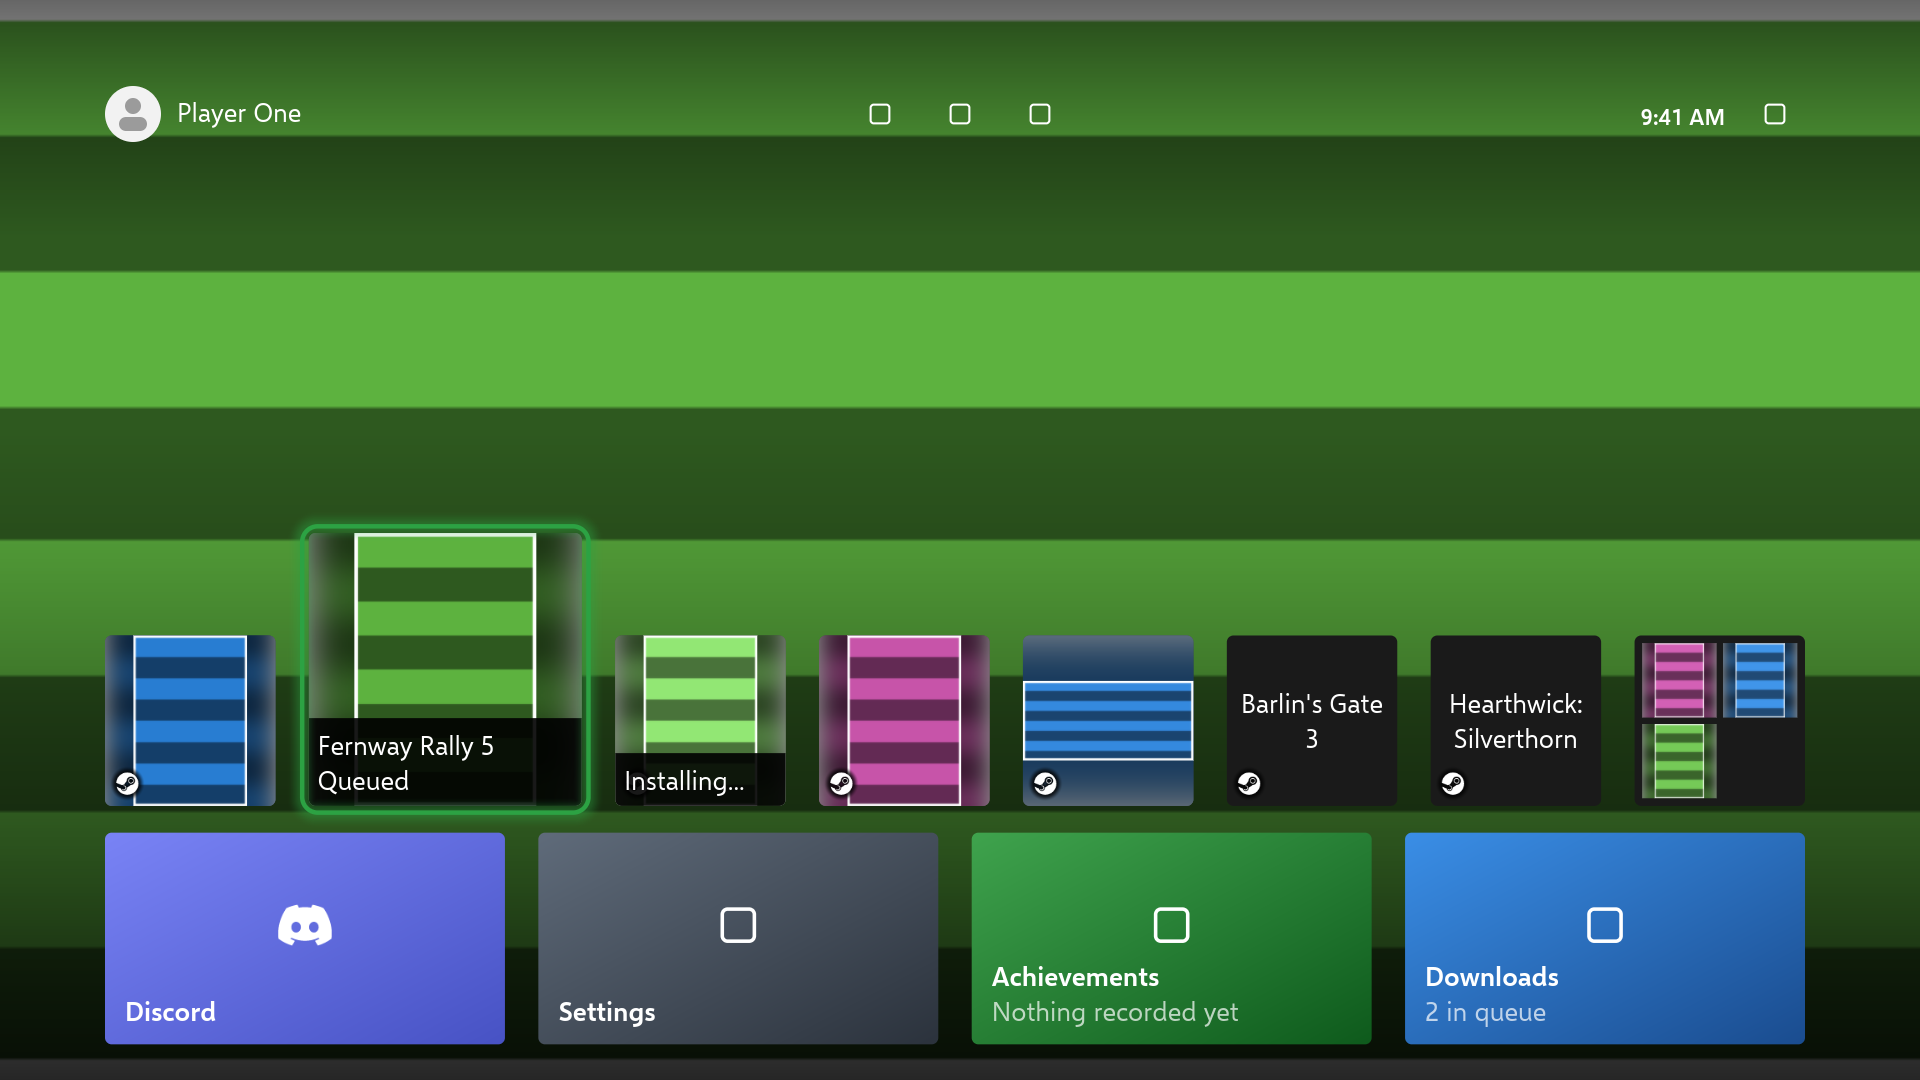 Player One
9:41 AM
Fernway Rally 5
Queued
Installing...
Barlin's Gate
3
Hearthwick:
Silverthorn
Discord
Settings
Achievements
Nothing recorded yet
Downloads
2 in queue